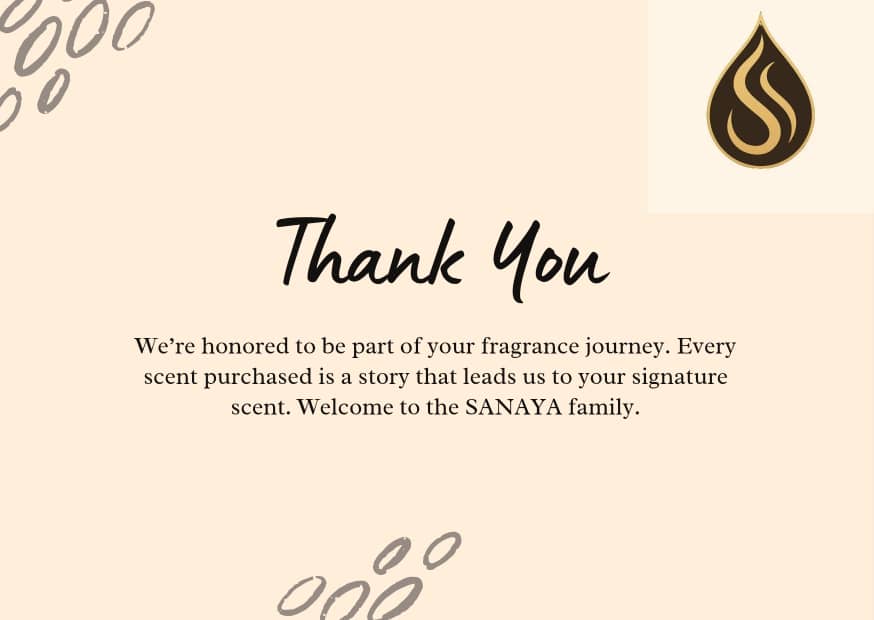 Thank You
We’re honored to be part of your fragrance journey. Every
scent purchased is a story that leads us to your signature
scent. Welcome to the SANAYA family.